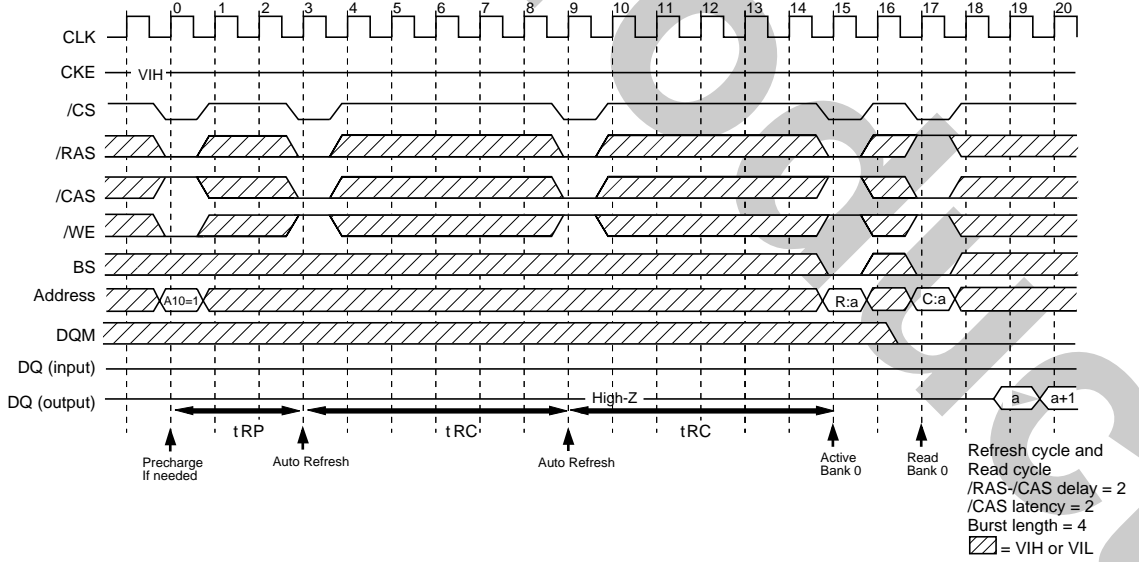 0 1 2 3 4 5 6 7 8 9 10 11 12 13 14 15 16 17 18 19 20
CLK
CKE VIH
/CS
/RAS
/CAS
/WE
BS
Address A10=1 R:a C:a
DQM
DQ (input)
DQ (output) High-Z a a+1
tRP tRC tRC
Precharge
If needed
Auto Refresh
Auto Refresh
Active
Bank 0
Read
Bank 0
Refresh cycle and
Read cycle
/RAS-/CAS delay = 2
/CAS latency = 2
Burst length = 4
= VIH or VIL